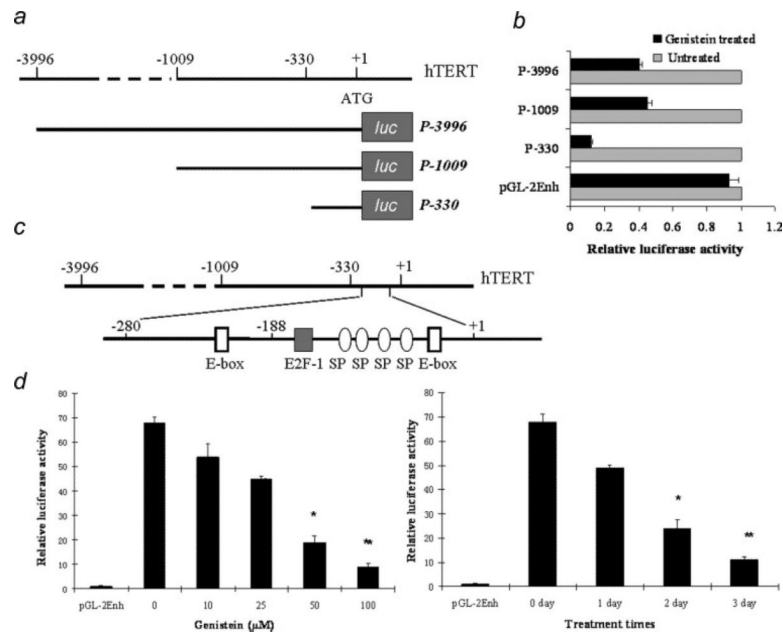 a
-3996
-1009
-330
+1
hTERT
ATG
luc P-3996
luc P-1009
luc P-330
b
Genistein treated
Untreated
P-3996
P-1009
P-330
pGL-2Enh
0 0.2 0.4 0.6 0.8 1 1.2
Relative luciferase activity
c
-3996
-1009
-330
+1
hTERT
-280
-188
+1
E-box E2F-1 SP SP SP SP E-box
d
Relative luciferase activity
80
70
60
50
40
30
20
10
0
*
**
pGL-2Enh 0 10 25 50 100
Genistein (µM)
Relative luciferase activity
80
70
60
50
40
30
20
10
0
*
**
pGL-2Enh 0 day 1 day 2 day 3 day
Treatment times